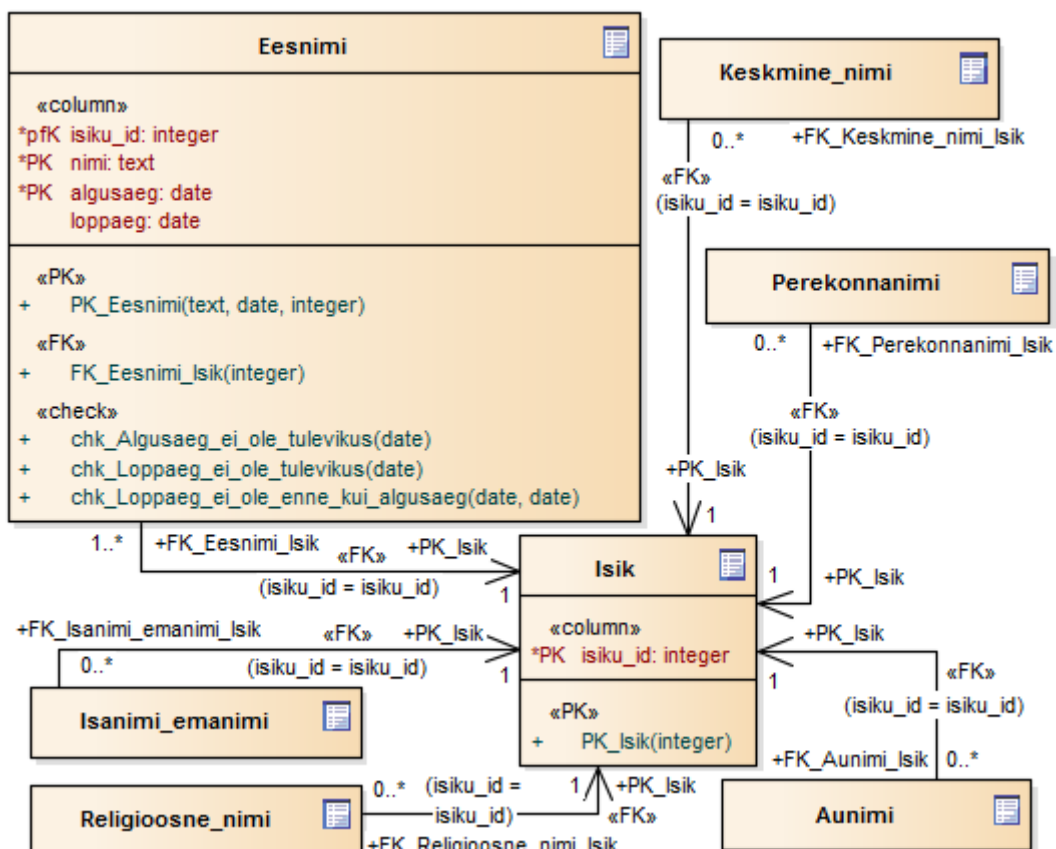 Eesnimi
«column»
*pfK isiku_id: integer
*PK nimi: text
*PK algusaeg: date
loppaeg: date
«PK»
+ PK_Eesnimi(text, date, integer)
«FK»
+ FK_Eesnimi_Isik(integer)
«check»
+ chk_Algusaeg_ei_ole_tulevikus(date)
+ chk_Loppaeg_ei_ole_tulevikus(date)
+ chk_Loppaeg_ei_ole_enne_kui_algusaeg(date, date)
Keskmine_nimi
0..* +FK_Keskmine_nimi_Isik
«FK»
(isiku_id = isiku_id)
+PK_Isik
1
Perekonnanimi
0..* +FK_Perekonnanimi_Isik
«FK»
(isiku_id = isiku_id)
1 +PK_Isik
1..* +FK_Eesnimi_Isik «FK» +PK_Isik
(isiku_id = isiku_id) 1
Isik
«column»
*PK isiku_id: integer
«PK»
+ PK_Isik(integer)
+FK_Isanimi_emanimi_Isik «FK» +PK_Isik
0..* (isiku_id = isiku_id) 1
Isanimi_emanimi
+PK_Isik
1 «FK»
(isiku_id = isiku_id)
+FK_Aunimi_Isik 0..*
Aunimi
0..* (isiku_id = 1 +PK_Isik
isiku_id) «FK»
Religioosne_nimi
+FK_Religioosne_nimi_Isik